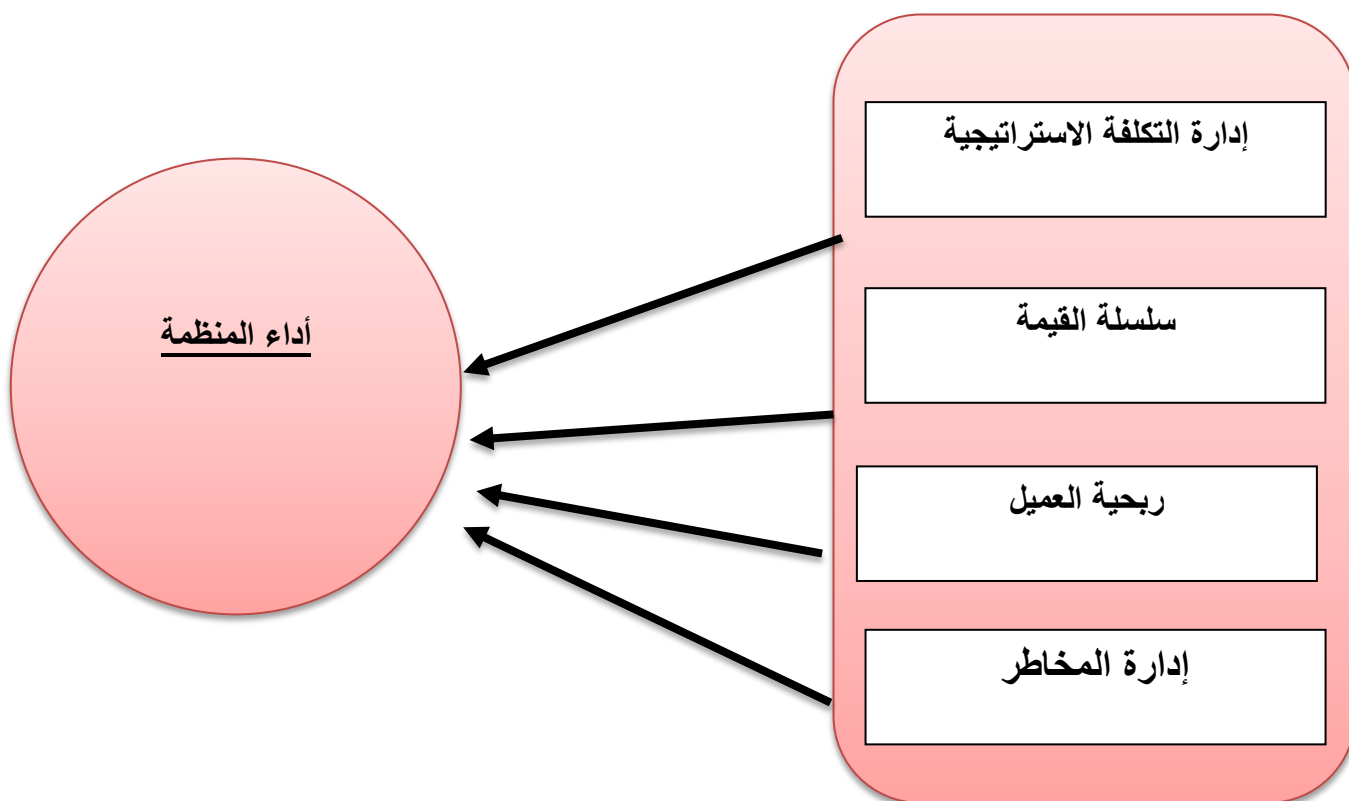 إدارة التكلفة الاستراتيجية
سلسلة القيمة
ربحية العميل
إدارة المخاطر
أداء المنظمة